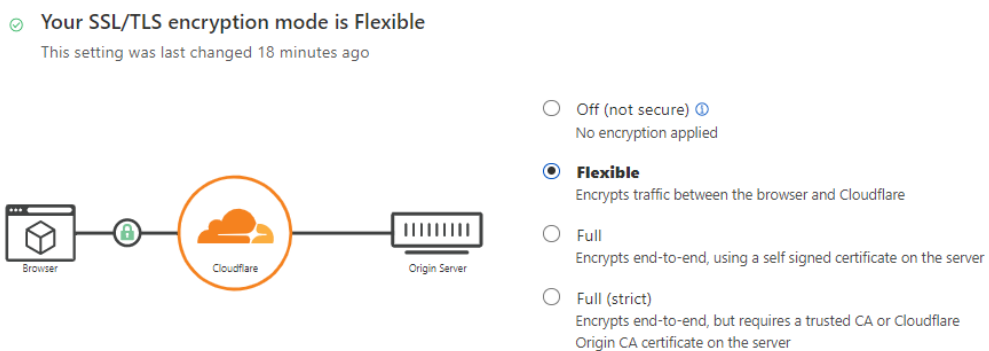 Your SSL/TLS encryption mode is Flexible
This setting was last changed 18 minutes ago
Off (not secure)
No encryption applied
Flexible
Encrypts traffic between the browser and Cloudflare
Full
Encrypts end-to-end, using a self signed certificate on the server
Full (strict)
Encrypts end-to-end, but requires a trusted CA or Cloudflare
Origin CA certificate on the server
Browser
Cloudflare
Origin Server